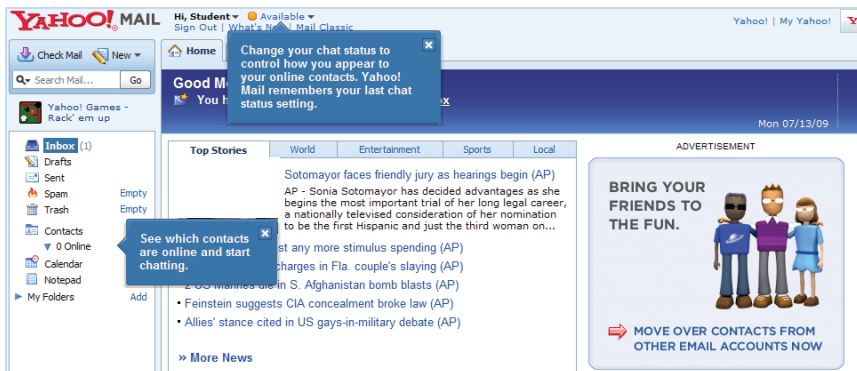 YAHOO! MAIL
Hi, Student Available
Sign Out | What's N | Mail Classic
Yahoo! | My Yahoo!
Check Mail New
Search Mail... Go
Yahoo! Games -
Rack' em up
Inbox (1)
Drafts
Sent
Spam Empty
Trash Empty
Contacts
0 Online
Calendar
Notepad
My Folders Add
Home
Change your chat status to
control how you appear to
your online contacts. Yahoo!
Mail remembers your last chat
status setting.
See which contacts
are online and start
chatting.
Good M
You h
ox
Mon 07/13/09
Top Stories World Entertainment Sports Local
Sotomayor faces friendly jury as hearings begin (AP)
AP - Sonia Sotomayor has decided advantages as she
begins the most important trial of her long legal career,
a nationally televised consideration of her nomination
to be the first Hispanic and just the third woman on...
st any more stimulus spending (AP)
charges in Fla. couple's slaying (AP)
2 US Marines die in S. Afghanistan bomb blasts (AP)
Feinstein suggests CIA concealment broke law (AP)
Allies' stance cited in US gays-in-military debate (AP)
» More News
ADVERTISEMENT
BRING YOUR
FRIENDS TO
THE FUN.
MOVE OVER CONTACTS FROM
OTHER EMAIL ACCOUNTS NOW